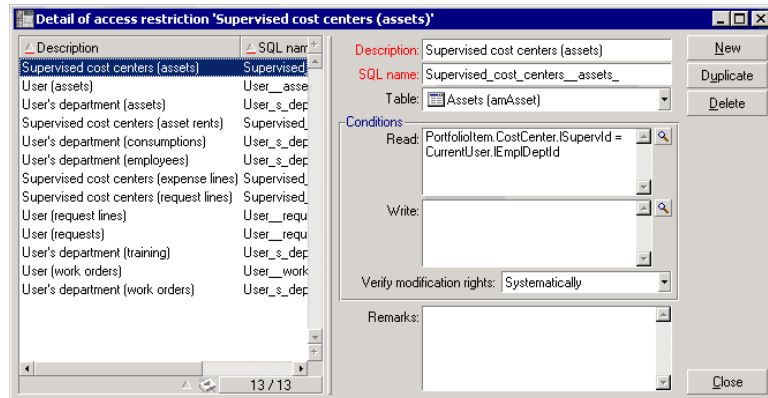 Detail of access restriction 'Supervised cost centers (assets)'
Description
SQL nam
Supervised cost centers (assets) Supervised_
User (assets) User__asse
User's department (assets) User_s_dep
Supervised cost centers (asset rents) Supervised_
User's department (consumptions) User_s_dep
User's department (employees) User_s_dep
Supervised cost centers (expense lines) Supervised_
Supervised cost centers (request lines) Supervised_
User (request lines) User__requ
User (requests) User__requ
User's department (training) User_s_dep
User (work orders) User__work
User's department (work orders) User_s_dep
13 / 13
Description: Supervised cost centers (assets)
SQL name: Supervised_cost_centers__assets_
Table: Assets (amAsset)
Conditions
Read: PortfolioItem.CostCenter.lSupervId =
CurrentUser.lEmplDeptId
Write:
Verify modification rights: Systematically
Remarks:
New
Duplicate
Delete
Close